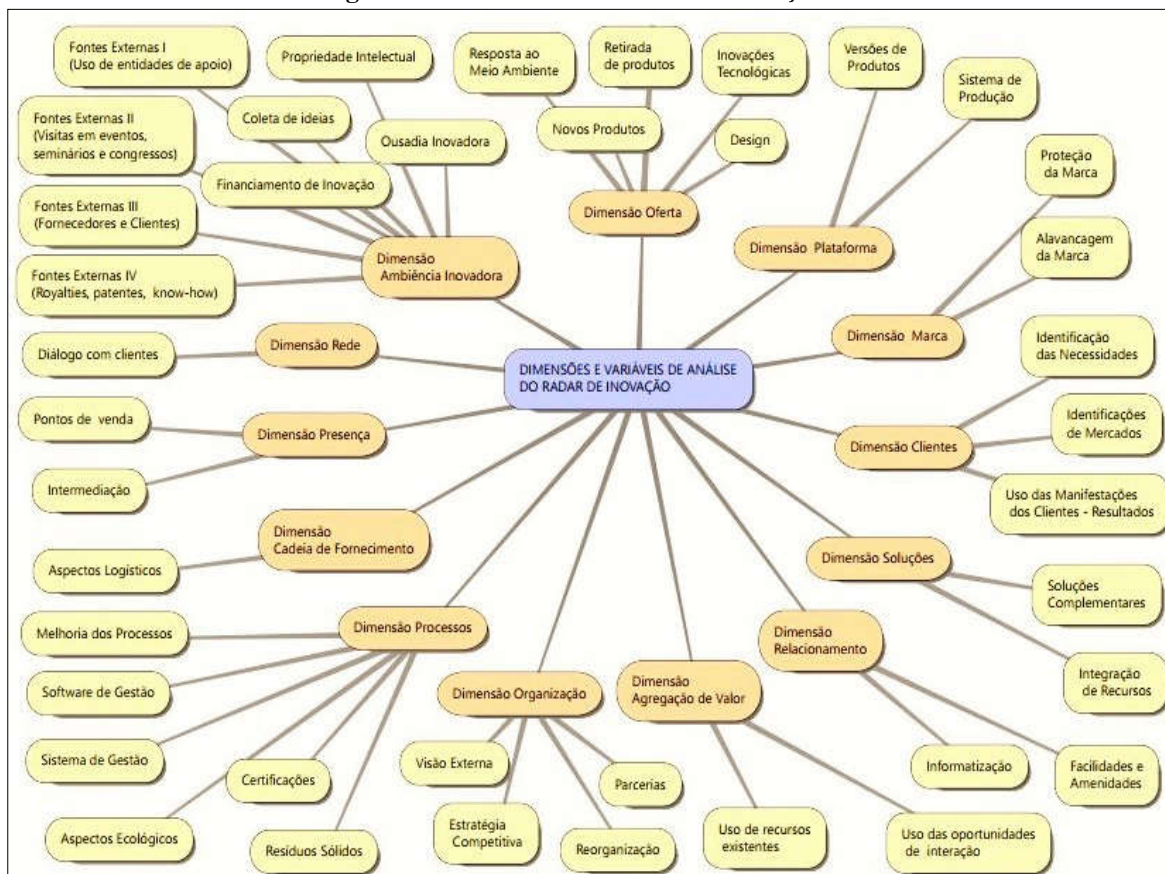 Fontes Externas I
(Uso de entidades de apoio)
Propriedade Intelectual
Resposta ao
Meio Ambiente
Retirada
de produtos
Inovações
Tecnológicas
Versões de
Produtos
Sistema de
Produção
Fontes Externas II
(Visitas em eventos,
seminários e congressos)
Coleta de ideias
Ousadia Inovadora
Novos Produtos
Design
Proteção
da Marca
Financiamento de Inovação
Fontes Externas III
(Fornecedores e Clientes)
Dimensão Oferta
Dimensão Plataforma
Alavancagem
da Marca
Dimensão
Ambiência Inovadora
Fontes Externas IV
(Royalties, patentes, know-how)
Dimensão Marca
Diálogo com clientes
Dimensão Rede
DIMENSÕES E VARIÁVEIS DE ANÁLISE
DO RADAR DE INOVAÇÃO
Identificação
das Necessidades
Pontos de venda
Dimensão Presença
Dimensão Clientes
Identificações
de Mercados
Intermediação
Uso das Manifestações
dos Clientes - Resultados
Dimensão
Cadeia de Fornecimento
Dimensão Soluções
Aspectos Logísticos
Soluções
Complementares
Melhoria dos Processos
Dimensão Processos
Dimensão
Relacionamento
Software de Gestão
Dimensão Organização
Dimensão
Agregação de Valor
Integração
de Recursos
Sistema de Gestão
Certificações
Visão Externa
Parcerias
Informatização
Facilidades e
Amenidades
Aspectos Ecológicos
Resíduos Sólidos
Estratégia
Competitiva
Reorganização
Uso de recursos
existentes
Uso das oportunidades
de interação